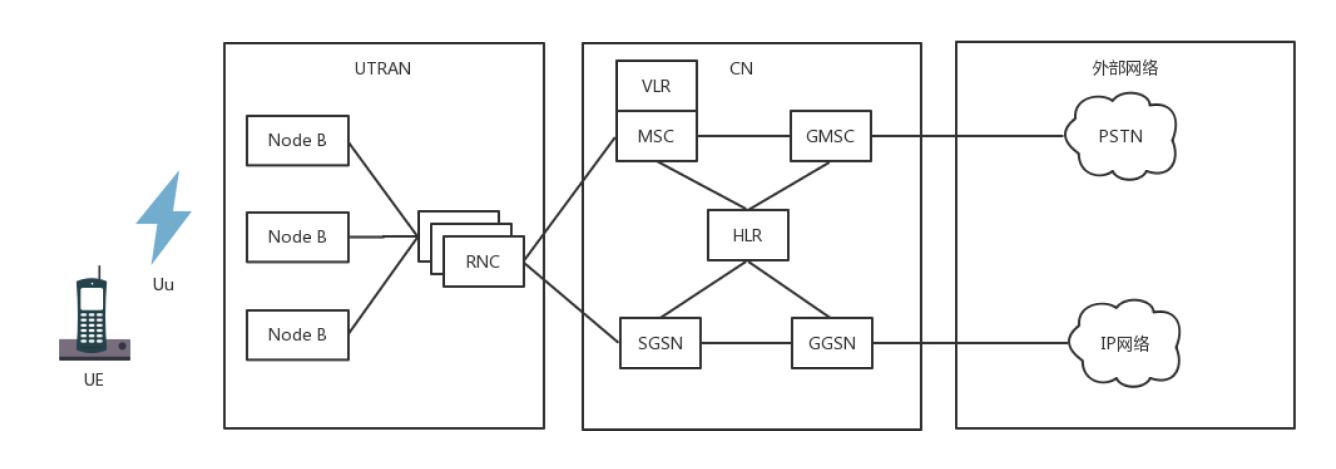 UTRAN
CN
外部网络
VLR
Node B
MSC
GMSC
PSTN
Node B
HLR
RNC
Uu
Node B
SGSN
GGSN
IP网络
UE